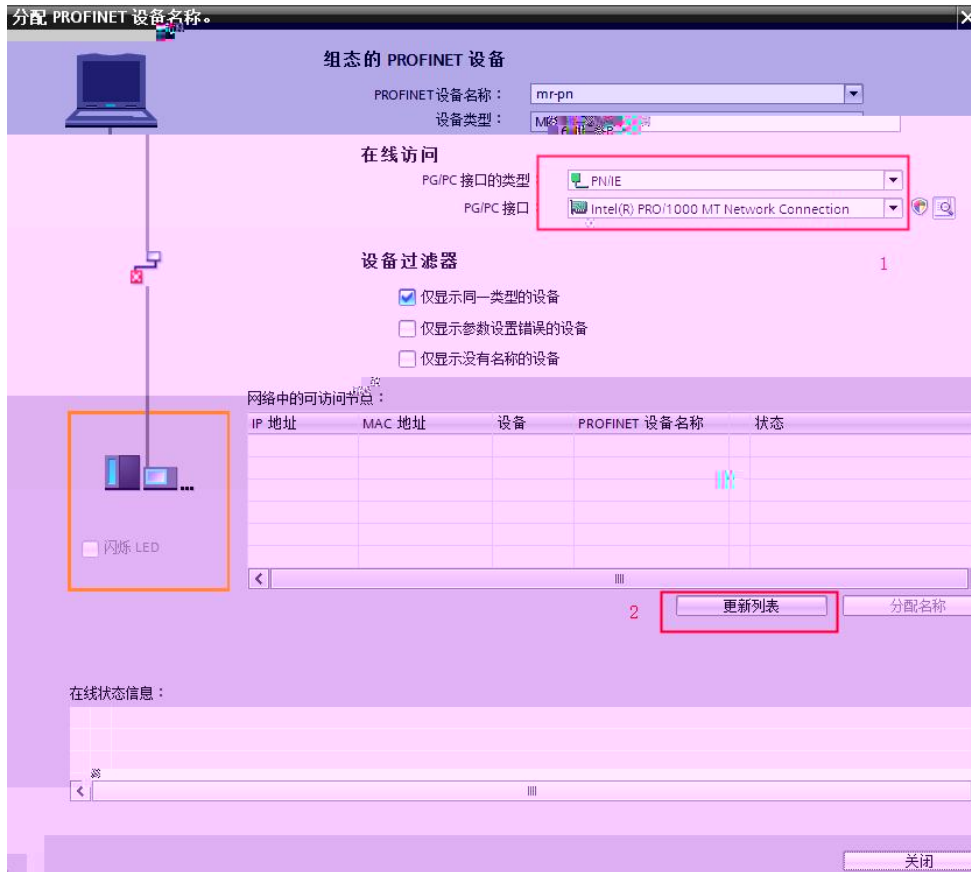 分配 PROFINET 设备名称。
组态的 PROFINET 设备
PROFINET设备名称： mr-pn
设备类型：
在线访问
PG/PC 接口的类型： PN/IE
PG/PC 接口 Intel(R) PRO/1000 MT Network Connection
1
设备过滤器
仅显示同一类型的设备
仅显示参数设置错误的设备
仅显示没有名称的设备
网络中的可访问节点：
IP 地址 MAC 地址 设备 PROFINET 设备名称 状态
闪烁 LED
2 更新列表 分配名称
在线状态信息：
关闭